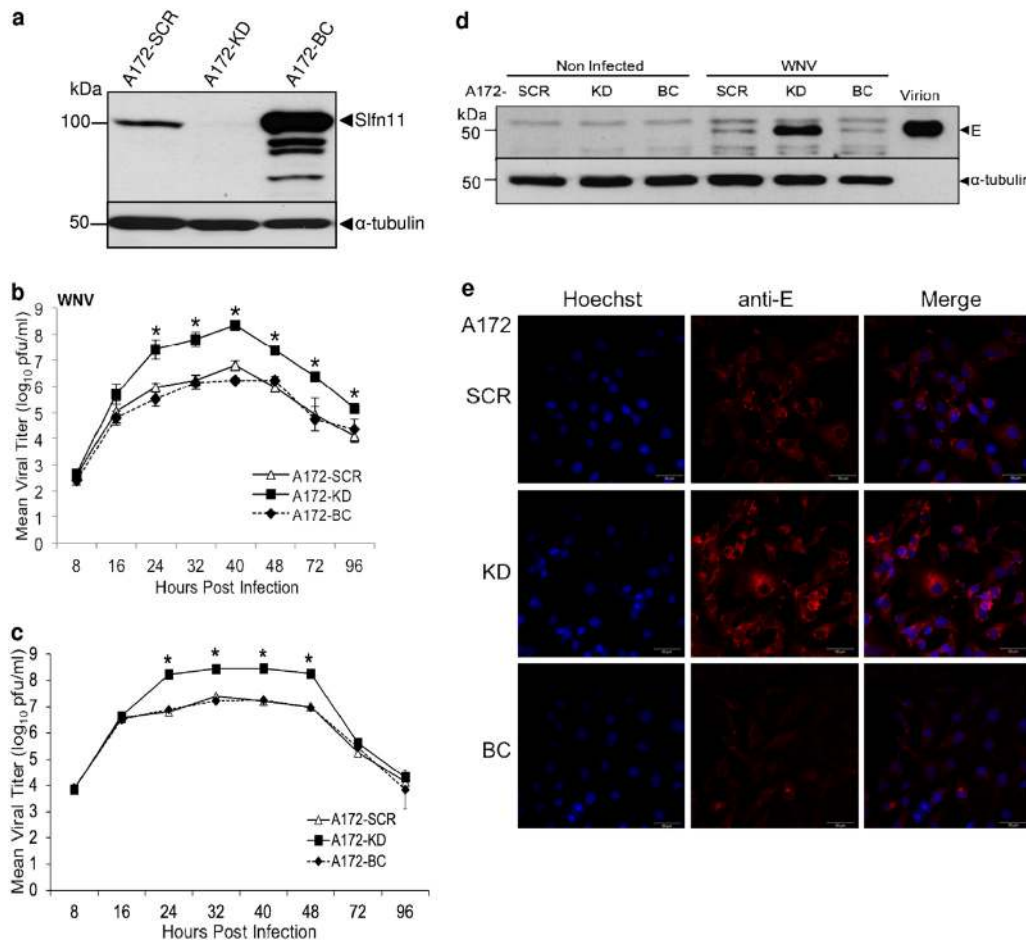 a
A172-SCR
A172-KD
A172-BC
kDa
100
Slfn11
50
α-tubulin
b
WNV
Mean Viral Titer (log10 pfu/ml)
9
8
7
6
5
4
3
2
1
0
* * * * * *
A172-SCR
A172-KD
A172-BC
8 16 24 32 40 48 72 96
Hours Post Infection
c
Mean Viral Titer (log10 pfu/ml)
9
8
7
6
5
4
3
2
1
0
* * * *
A172-SCR
A172-KD
A172-BC
8 16 24 32 40 48 72 96
Hours Post Infection
d
Non Infected WNV
A172- SCR KD BC SCR KD BC Virion
kDa
50
E
50
α-tubulin
e
Hoechst anti-E Merge
A172
SCR
KD
BC